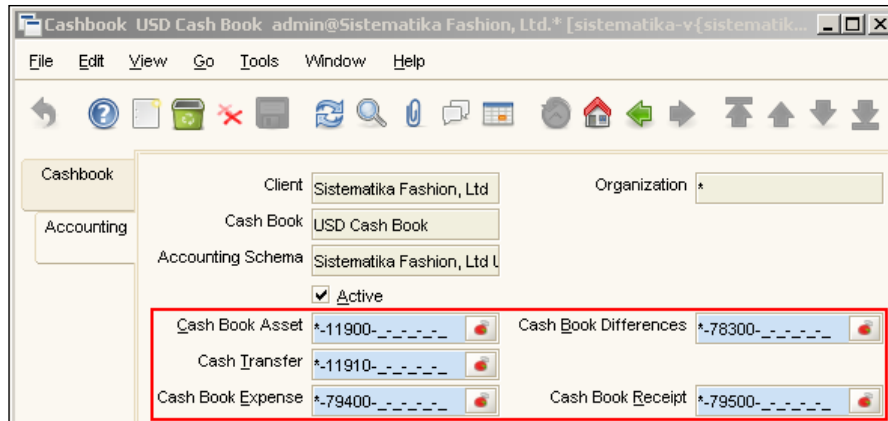 Cashbook USD Cash Book admin@Sistematika Fashion, Ltd.* [sistematika-v{sistematik...
File Edit View Go Tools Window Help
Cashbook
Accounting
Client Sistematika Fashion, Ltd Organization *
Cash Book USD Cash Book
Accounting Schema Sistematika Fashion, Ltd U
Active
Cash Book Asset *-11900-_-_-_-_-_ Cash Book Differences *-78300-_-_-_-_-_
Cash Transfer *-11910-_-_-_-_-_
Cash Book Expense *-79400-_-_-_-_-_ Cash Book Receipt *-79500-_-_-_-_-_